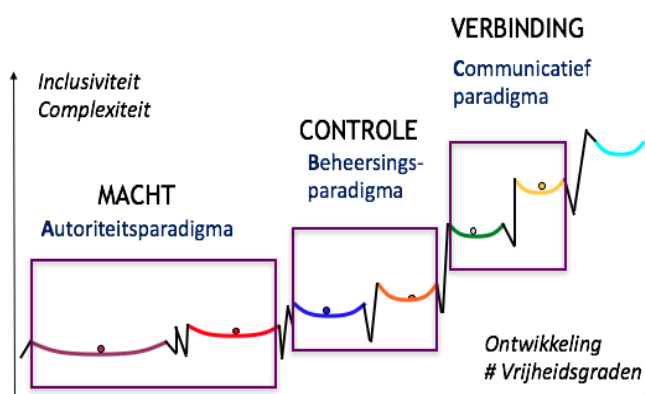 VERBINDING
Communicatief
paradigma
Inclusiviteit
Complexiteit
CONTROLE
Beheersings-
paradigma
MACHT
Autoriteitsparadigma
Ontwikkeling
# Vrijheidsgraden